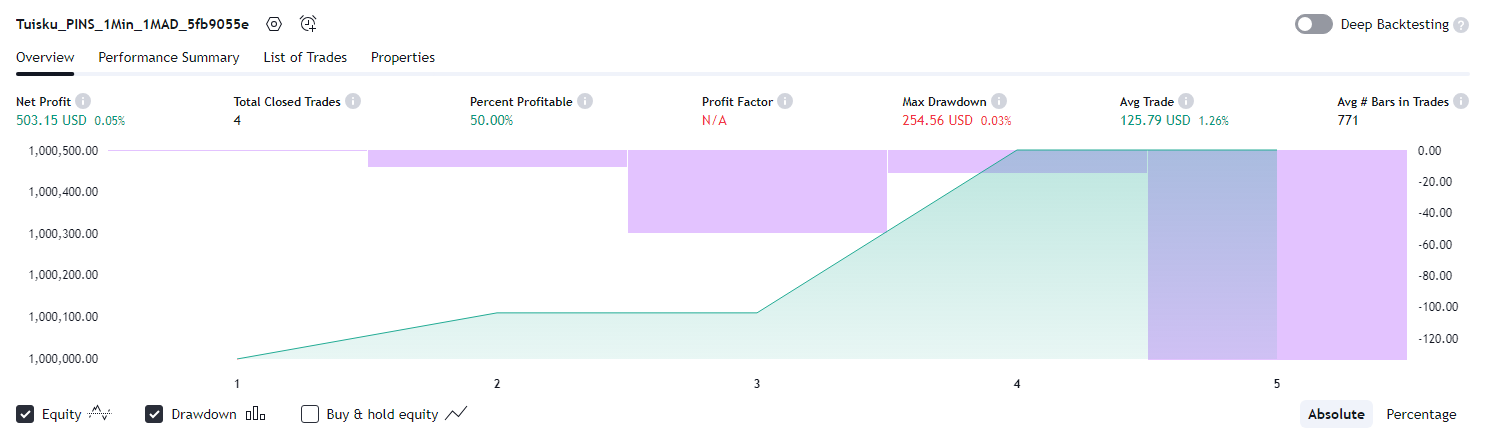 Tuisku_PINS_1Min_1MAD_5fb9055e
Deep Backtesting
Overview Performance Summary List of Trades Properties
Net Profit Total Closed Trades Percent Profitable Profit Factor Max Drawdown Avg Trade Avg # Bars in Trades
503.15 USD 0.05% 4 50.00% N/A 254.56 USD 0.03% 125.79 USD 1.26% 771
1,000,500.00 0.00
1,000,400.00 -20.00
1,000,300.00 -40.00
1,000,200.00 -60.00
1,000,100.00 -80.00
1,000,000.00 -100.00
-120.00
1 2 3 4 5
Equity Drawdown Buy & hold equity Absolute Percentage